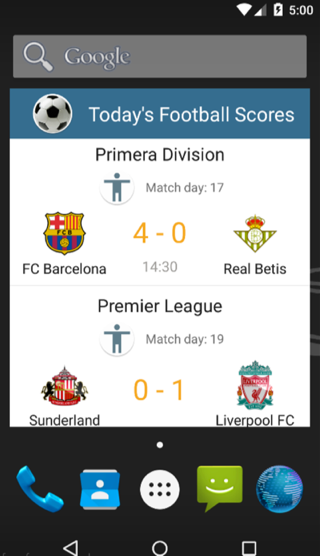 5:00
Google
Today's Football Scores
Primera Division
Match day: 17
4 - 0
FC Barcelona
14:30
Real Betis
Premier League
Match day: 19
0 - 1
Sunderland
Liverpool FC